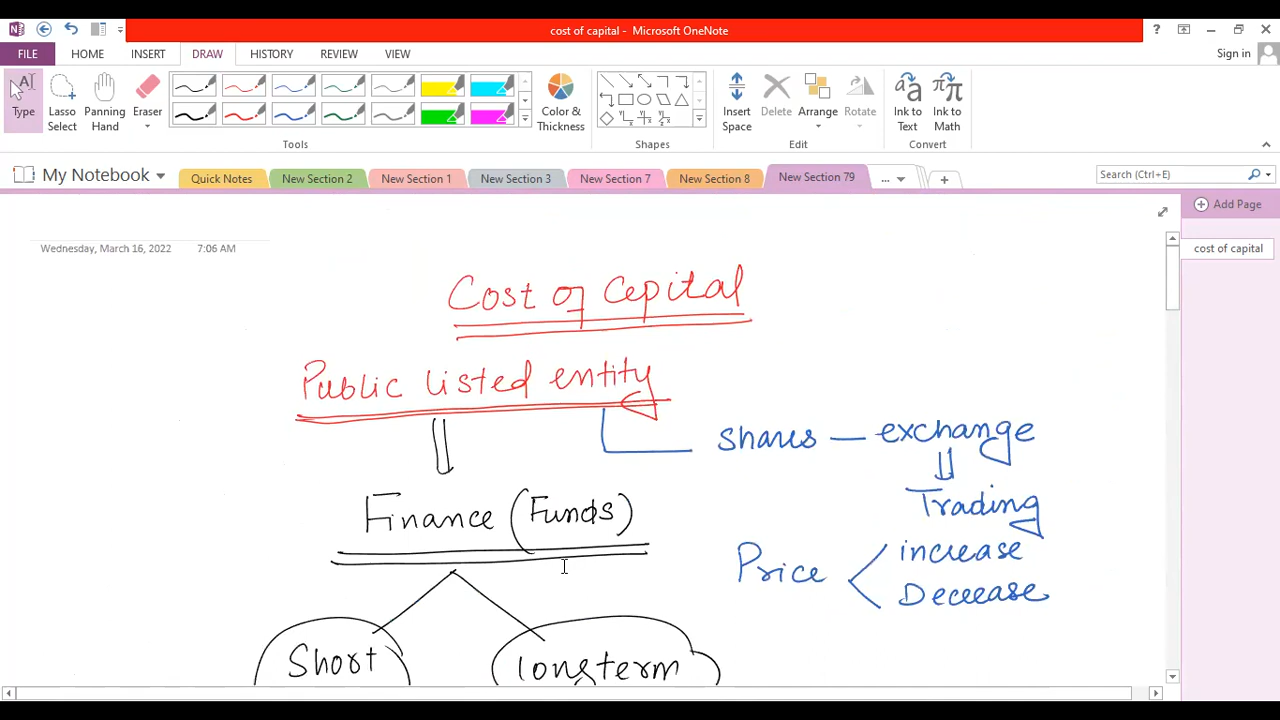 cost of capital - Microsoft OneNote
?
FILE HOME INSERT DRAW HISTORY REVIEW VIEW
Sign in
Type
Lasso Select
Panning Hand
Eraser
Color & Thickness
Insert Space
Delete
Arrange
Rotate
Ink to Text
Ink to Math
Tools
Shapes
Edit
Convert
My Notebook
Quick Notes
New Section 2
New Section 1
New Section 3
New Section 7
New Section 8
New Section 79
...
Search (Ctrl+E)
Add Page
cost of capital
Wednesday, March 16, 2022 7:06 AM
Cost of Cepital
Public listed entity
shares — exchange
Trading
Finance (Funds)
Price
increase
Decrease
Short
longterm